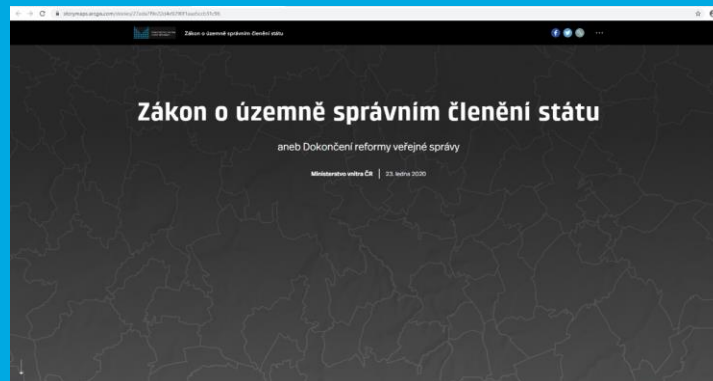 Zákon o územně správním členění státu
Zákon o územně správním členění státu
aneb Dokončení reformy veřejné správy
Ministerstvo vnitra ČR | 23. ledna 2020